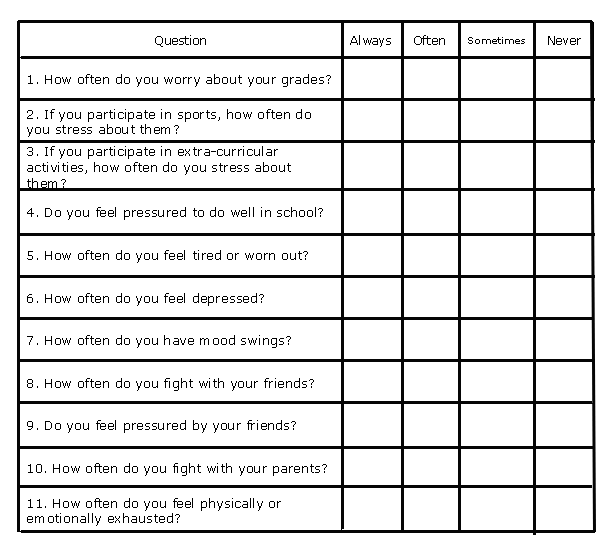 Question Always Often Sometimes Never
1. How often do you worry about your grades?
2. If you participate in sports, how often do
you stress about them?
3. If you participate in extra-curricular
activities, how often do you stress about
them?
4. Do you feel pressured to do well in school?
5. How often do you feel tired or worn out?
6. How often do you feel depressed?
7. How often do you have mood swings?
8. How often do you fight with your friends?
9. Do you feel pressured by your friends?
10. How often do you fight with your parents?
11. How often do you feel physically or
emotionally exhausted?